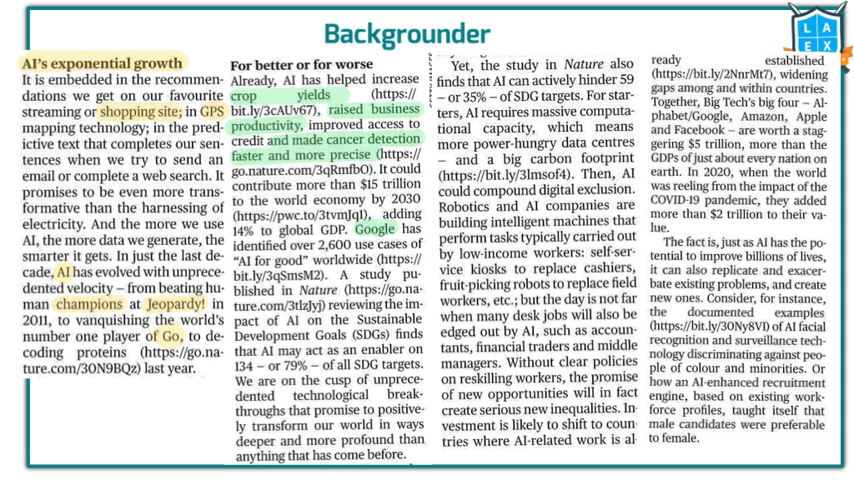 Backgrounder
L A
E X
AI's exponential growth
It is embedded in the recommen-
dations we get on our favourite
streaming or shopping site; in GPS
mapping technology; in the pred-
ictive text that completes our sen-
tences when we try to send an
email or complete a web search. It
promises to be even more trans-
formative than the harnessing of
electricity. And the more we use
AI, the more data we generate, the
smarter it gets. In just the last de-
cade, AI has evolved with unprece-
dented velocity – from beating hu-
man champions at Jeopardy! in
2011, to vanquishing the world's
number one player of Go, to de-
coding proteins (https://go.na-
ture.com/3ON9BQz) last year.
For better or for worse
Already, AI has helped increase
crop yields (https://
bit.ly/3cAUv67), raised business
productivity, improved access to
credit and made cancer detection
faster and more precise (https://
go.nature.com/3qRmfbO). It could
contribute more than $15 trillion
to the world economy by 2030
(https://pwc.to/3tvmJq1), adding
14% to global GDP. Google has
identified over 2,600 use cases of
"AI for good" worldwide (https://
bit.ly/3qSmsM2). A study pu-
blished in Nature (https://go.na-
ture.com/3tlzJyj) reviewing the im-
pact of AI on the Sustainable
Development Goals (SDGs) finds
that AI may act as an enabler on
134 – or 79% – of all SDG targets.
We are on the cusp of unprece-
dented technological break-
throughs that promise to positive-
ly transform our world in ways
deeper and more profound than
anything that has come before.
Yet, the study in Nature also
finds that AI can actively hinder 59
– or 35% – of SDG targets. For star-
ters, AI requires massive computa-
tional capacity, which means
more power-hungry data centres
– and a big carbon footprint
(https://bit.ly/3lmsof4). Then, AI
could compound digital exclusion.
Robotics and AI companies are
building intelligent machines that
perform tasks typically carried out
by low-income workers: self-ser-
vice kiosks to replace cashiers,
fruit-picking robots to replace field
workers, etc.; but the day is not far
when many desk jobs will also be
edged out by AI, such as accoun-
tants, financial traders and middle
managers. Without clear policies
on reskilling workers, the promise
of new opportunities will in fact
create serious new inequalities. In-
vestment is likely to shift to coun-
tries where AI-related work is al-
ready established
(https://bit.ly/2NnrMt7), widening
gaps among and within countries.
Together, Big Tech's big four – Al-
phabet/Google, Amazon, Apple
and Facebook – are worth a stag-
gering $5 trillion, more than the
GDPs of just about every nation on
earth. In 2020, when the world
was reeling from the impact of the
COVID-19 pandemic, they added
more than $2 trillion to their va-
lue.
The fact is, just as AI has the po-
tential to improve billions of lives,
it can also replicate and exacer-
bate existing problems, and create
new ones. Consider, for instance,
the documented examples
(https://bit.ly/30Ny8VI) of AI facial
recognition and surveillance tech-
nology discriminating against peo-
ple of colour and minorities. Or
how an AI-enhanced recruitment
engine, based on existing work-
force profiles, taught itself that
male candidates were preferable
to female.